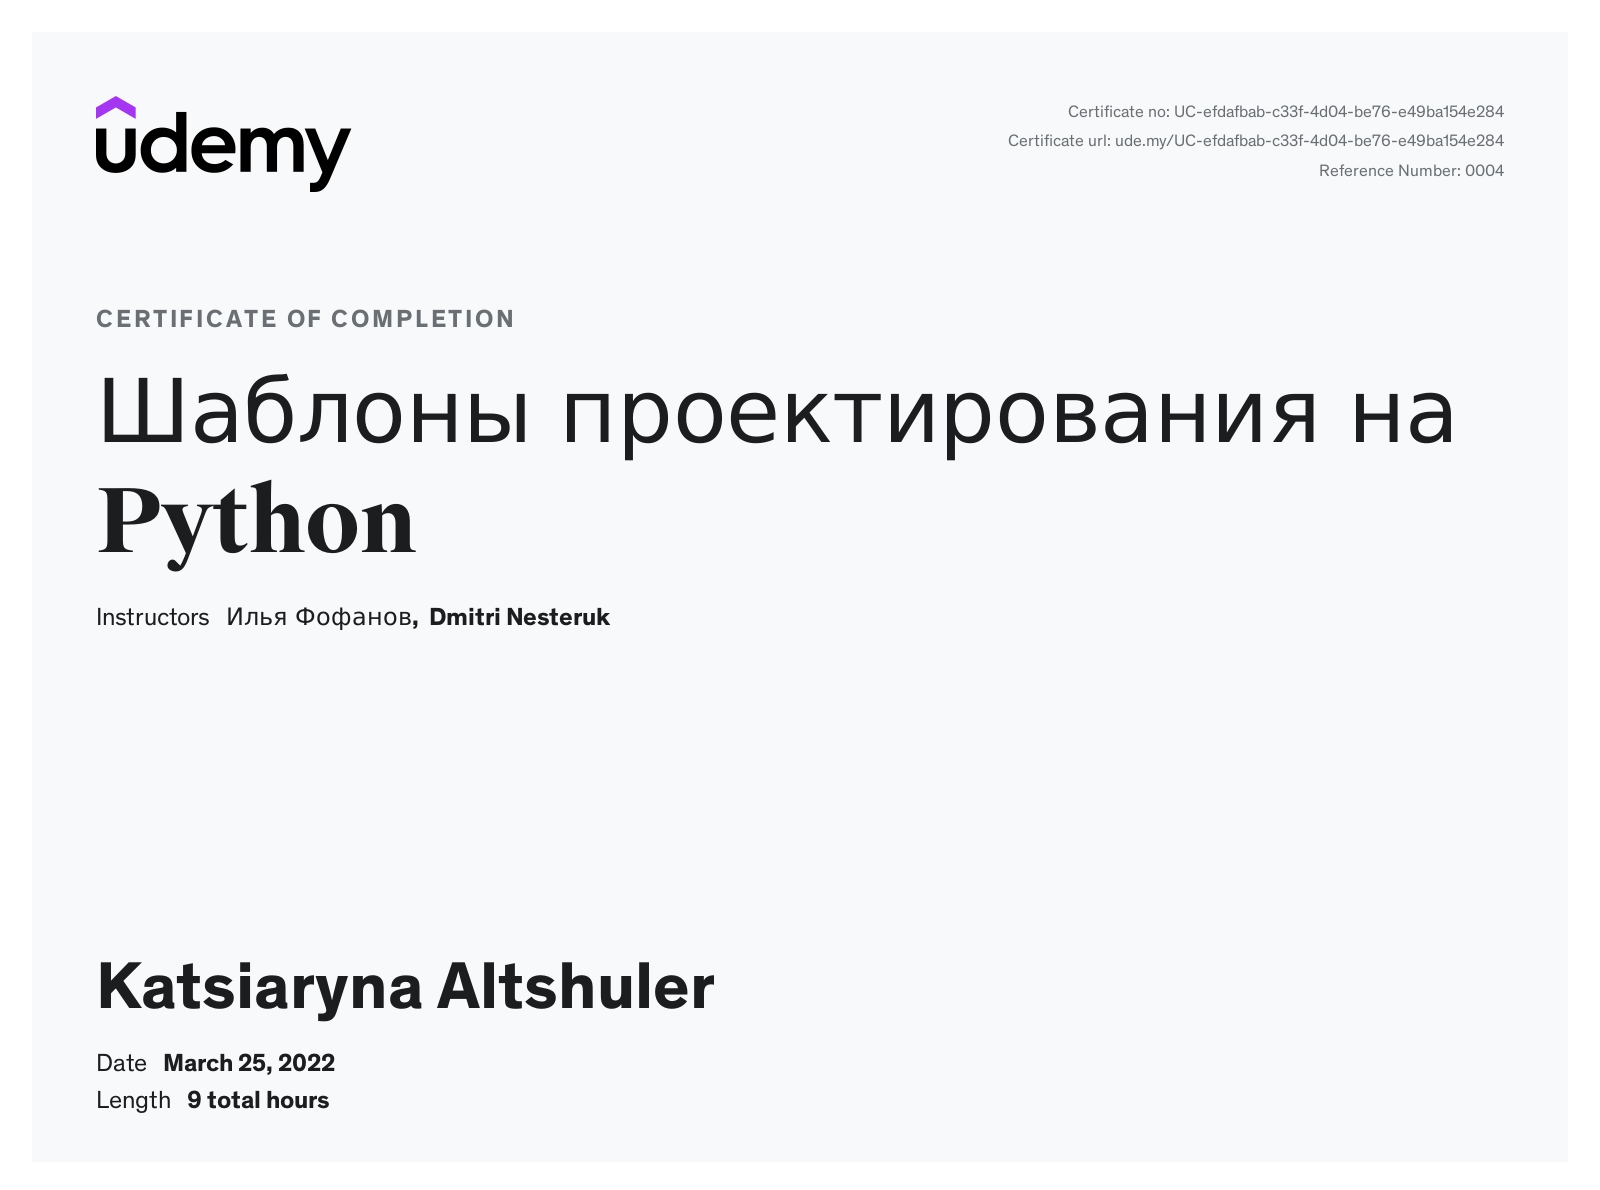 udemy
Certificate no: UC-efdafbab-c33f-4d04-be76-e49ba154e284
Certificate url: ude.my/UC-efdafbab-c33f-4d04-be76-e49ba154e284
Reference Number: 0004
CERTIFICATE OF COMPLETION
Шаблоны проектирования на
Python
Instructors Илья Фофанов, Dmitri Nesteruk
Katsiaryna Altshuler
Date March 25, 2022
Length 9 total hours